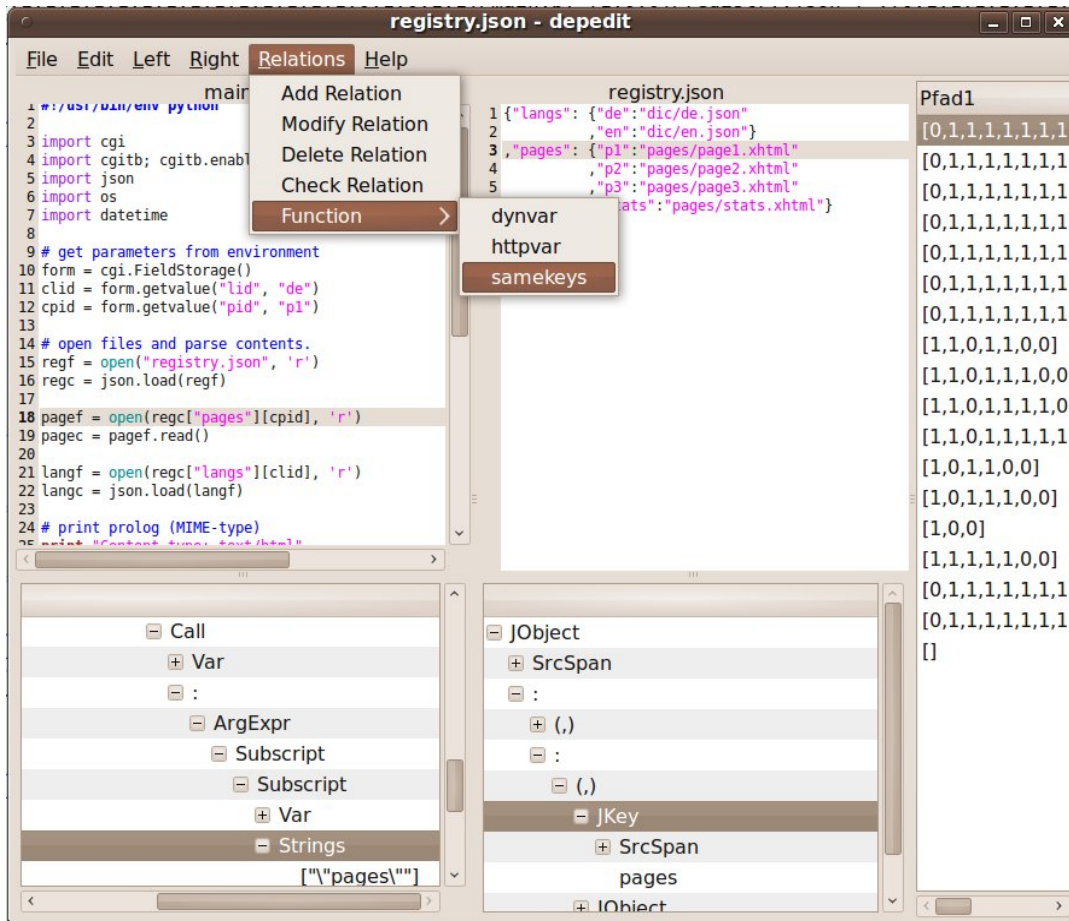 registry.json - depedit
File Edit Left Right Relations Help
main
registry.json
Pfad1
Add Relation
Modify Relation
Delete Relation
Check Relation
Function
dynvar
httpvar
samekeys
1 #!/usr/bin/env python
2
3 import cgi
4 import cgitb; cgitb.enabl
5 import json
6 import os
7 import datetime
8
9 # get parameters from environment
10 form = cgi.FieldStorage()
11 clid = form.getvalue("lid", "de")
12 cpid = form.getvalue("pid", "p1")
13
14 # open files and parse contents.
15 regf = open("registry.json", 'r')
16 regc = json.load(regf)
17
18 pagef = open(regc["pages"][cpid], 'r')
19 pagec = pagef.read()
20
21 langf = open(regc["langs"][clid], 'r')
22 langc = json.load(langf)
23
24 # print prolog (MIME-type)
25 print "Content-type: text/html"
1 {"langs": {"de":"dic/de.json"
2 ,"en":"dic/en.json"}
3 ,"pages": {"p1":"pages/page1.xhtml"
4 ,"p2":"pages/page2.xhtml"
5 ,"p3":"pages/page3.xhtml"
tats":"pages/stats.xhtml"}
[0,1,1,1,1,1,1,1
[0,1,1,1,1,1,1,1
[0,1,1,1,1,1,1,1
[0,1,1,1,1,1,1,1
[0,1,1,1,1,1,1,1
[0,1,1,1,1,1,1,1
[0,1,1,1,1,1,1,1
[1,1,0,1,1,0,0]
[1,1,0,1,1,1,0,0
[1,1,0,1,1,1,1,0
[1,1,0,1,1,1,1,1
[1,0,1,1,0,0]
[1,0,1,1,1,0,0]
[1,0,0]
[1,1,1,1,1,0,0]
[0,1,1,1,1,1,1,1
[0,1,1,1,1,1,1,1
[]
Call
Var
:
ArgExpr
Subscript
Subscript
Var
Strings
["\"pages\""]
JObject
SrcSpan
:
(,)
:
(,)
JKey
SrcSpan
pages
JObject